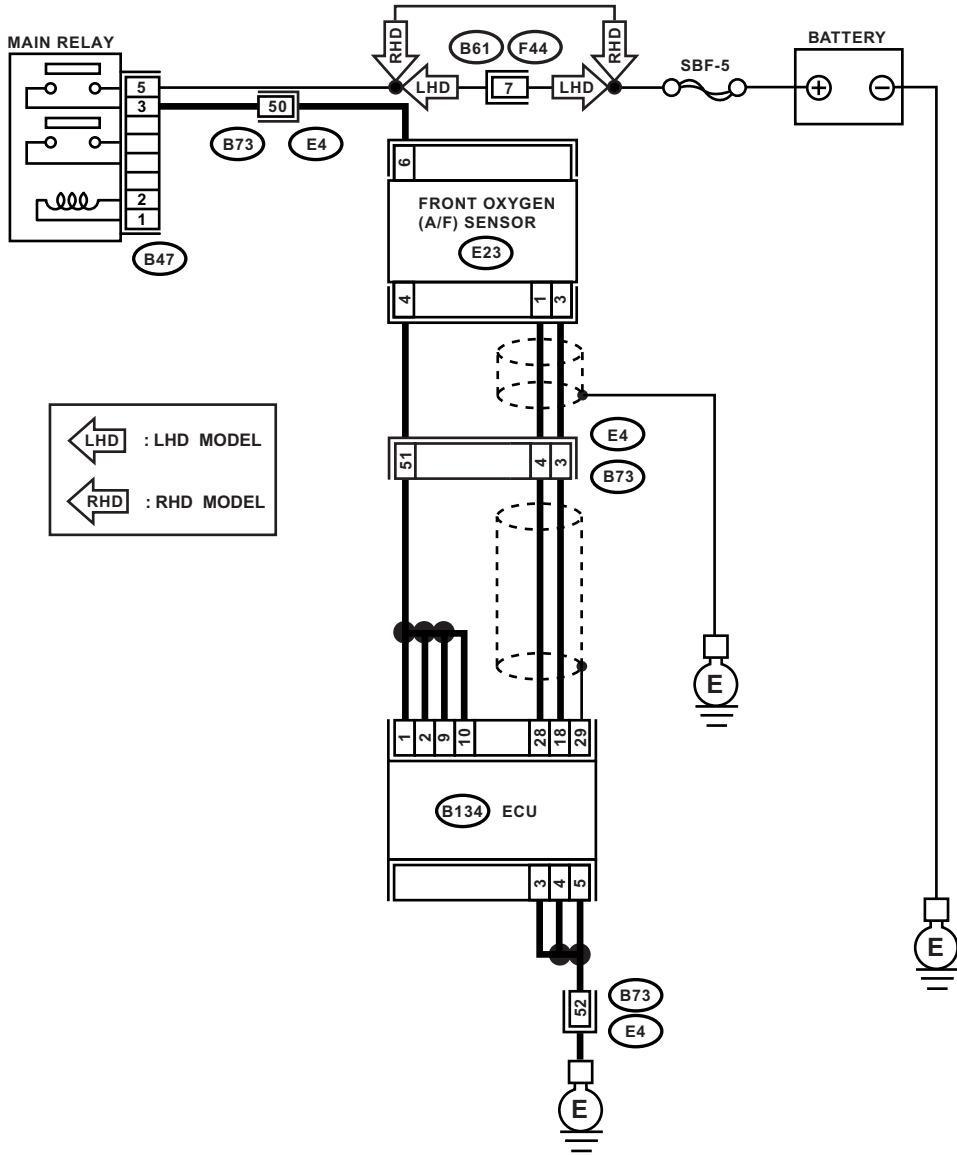 MAIN RELAY
5
3
2
1
B47
50
B73
E4
RHD
LHD
B61
F44
7
LHD
RHD
SBF-5
BATTERY
+
−
6
FRONT OXYGEN
(A/F) SENSOR
E23
4
1
3
LHD : LHD MODEL
RHD : RHD MODEL
51
4
3
E4
B73
E
1
2
9
10
28
18
29
B134 ECU
3
4
5
52
B73
E4
E
E